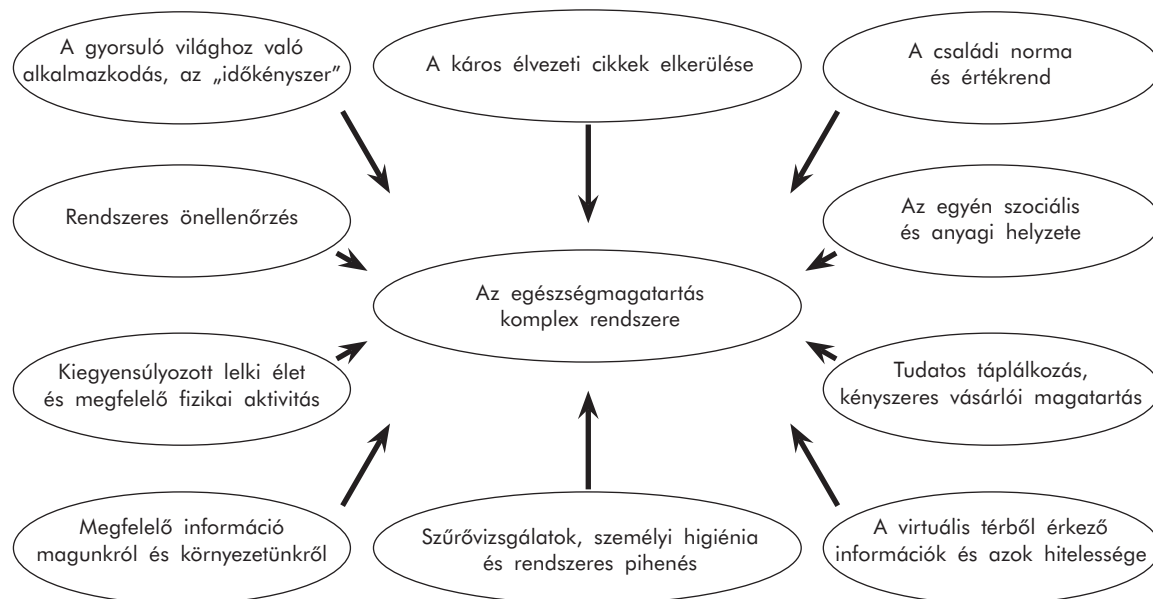 A gyorsuló világhoz való
alkalmazkodás, az „időkényszer”
A káros élvezeti cikkek elkerülése
A családi norma
és értékrend
Rendszeres önellenőrzés
Az egyén szociális
és anyagi helyzete
Az egészségmagatartás
komplex rendszere
Kiegyensúlyozott lelki élet
és megfelelő fizikai aktivitás
Tudatos táplálkozás,
kényszeres vásárlói magatartás
Megfelelő információ
magunkról és környezetünkről
Szűrővizsgálatok, személyi higiénia
és rendszeres pihenés
A virtuális térből érkező
információk és azok hitelessége